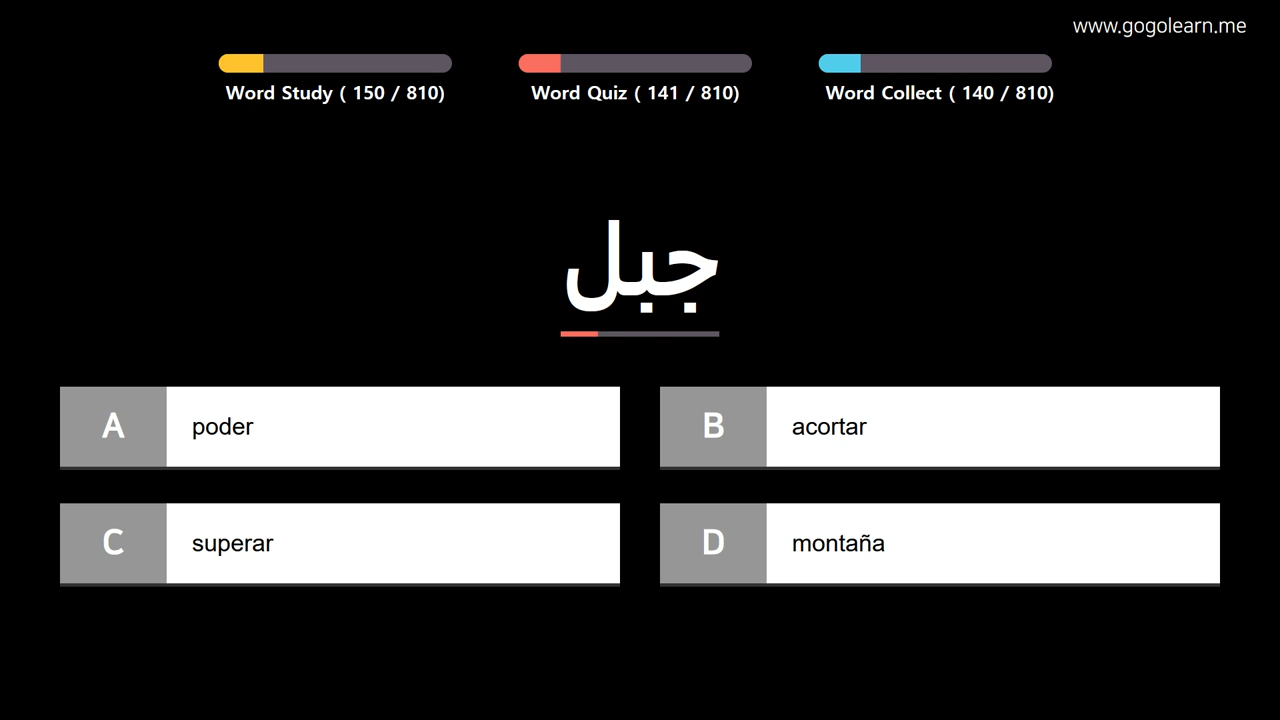 www.gogolearn.me
Word Study ( 150 / 810)
Word Quiz ( 141 / 810)
Word Collect ( 140 / 810)
جبل
A poder
B acortar
C superar
D montaña